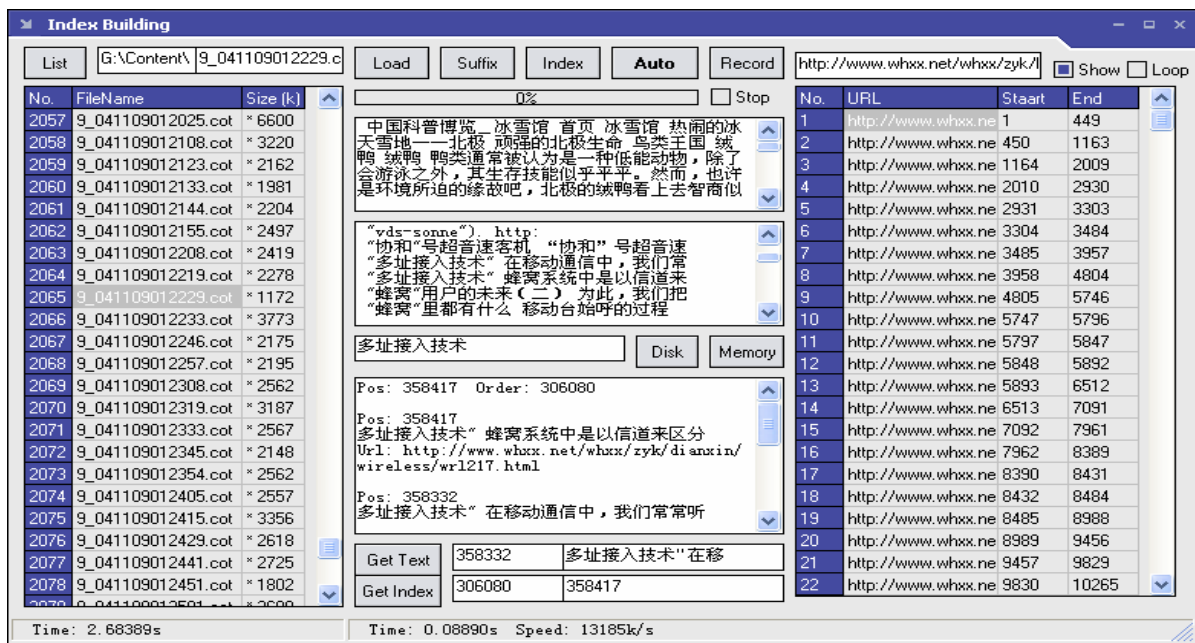 Index Building
List G:\Content\ 9_041109012229.c Load Suffix Index Auto Record http://www.whxx.net/whxx/zyk/l Show Loop
No. FileName Size (k)
2057 9_041109012025.cot * 6600
2058 9_041109012108.cot * 3220
2059 9_041109012123.cot * 2162
2060 9_041109012133.cot * 1981
2061 9_041109012144.cot * 2204
2062 9_041109012155.cot * 2497
2063 9_041109012208.cot * 2419
2064 9_041109012219.cot * 2278
2065 9_041109012229.cot * 1172
2066 9_041109012233.cot * 3773
2067 9_041109012246.cot * 2175
2068 9_041109012257.cot * 2195
2069 9_041109012308.cot * 2562
2070 9_041109012319.cot * 3187
2071 9_041109012333.cot * 2567
2072 9_041109012345.cot * 2148
2073 9_041109012354.cot * 2562
2074 9_041109012405.cot * 2557
2075 9_041109012415.cot * 3356
2076 9_041109012429.cot * 2618
2077 9_041109012441.cot * 2725
2078 9_041109012451.cot * 1802
0% Stop
中国科普博览__冰雪馆 首页 冰雪馆 热闹的冰
天雪地——北极 顽强的北极生命 鸟类王国 绒
鸭 绒鸭 鸭类通常被认为是一种低能动物，除了
会游泳之外，其生存技能似乎平平。然而，也许
是环境所迫的缘故吧，北极的绒鸭看上去智商似
"vds-sonne"). http:
"协和"号超音速客机 “协和”号超音速
"多址接入技术" 在移动通信中，我们常
"多址接入技术" 蜂窝系统中是以信道来
"蜂窝"用户的未来(二) 为此，我们把
"蜂窝"里都有什么 移动台始呼的过程
多址接入技术 Disk Memory
Pos: 358417 Order: 306080
Pos: 358417
多址接入技术" 蜂窝系统中是以信道来区分
Url: http://www.whxx.net/whxx/zyk/dianxin/
wireless/wrl217.html
Pos: 358332
多址接入技术" 在移动通信中，我们常常听
Get Text 358332 多址接入技术"在移
Get Index 306080 358417
No. URL Staart End
1 http://www.whxx.ne 1 449
2 http://www.whxx.ne 450 1163
3 http://www.whxx.ne 1164 2009
4 http://www.whxx.ne 2010 2930
5 http://www.whxx.ne 2931 3303
6 http://www.whxx.ne 3304 3484
7 http://www.whxx.ne 3485 3957
8 http://www.whxx.ne 3958 4804
9 http://www.whxx.ne 4805 5746
10 http://www.whxx.ne 5747 5796
11 http://www.whxx.ne 5797 5847
12 http://www.whxx.ne 5848 5892
13 http://www.whxx.ne 5893 6512
14 http://www.whxx.ne 6513 7091
15 http://www.whxx.ne 7092 7961
16 http://www.whxx.ne 7962 8389
17 http://www.whxx.ne 8390 8431
18 http://www.whxx.ne 8432 8484
19 http://www.whxx.ne 8485 8988
20 http://www.whxx.ne 8989 9456
21 http://www.whxx.ne 9457 9829
22 http://www.whxx.ne 9830 10265
Time: 2.68389s Time: 0.08890s Speed: 13185k/s